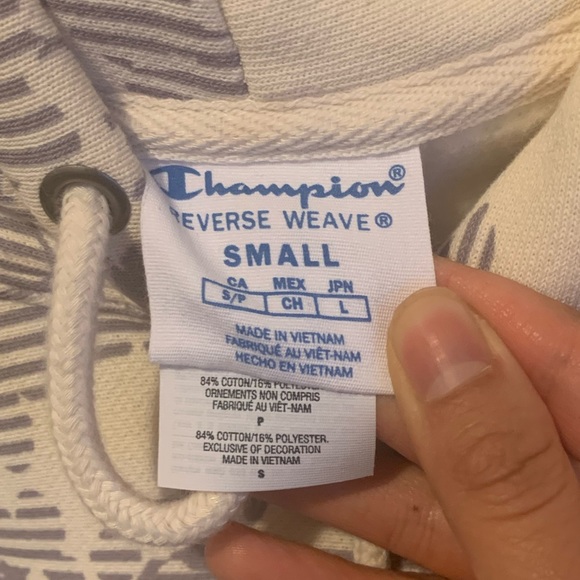 Champion®
REVERSE WEAVE®
SMALL
CA MEX JPN
S/P CH L
MADE IN VIETNAM
FABRIQUÉ AU VIÊT-NAM
HECHO EN VIETNAM
84% COTON/16% POLYESTER.
ORNEMENTS NON COMPRIS
FABRIQUÉ AU VIÊT-NAM
P
84% COTTON/16% POLYESTER.
EXCLUSIVE OF DECORATION
MADE IN VIETNAM
S